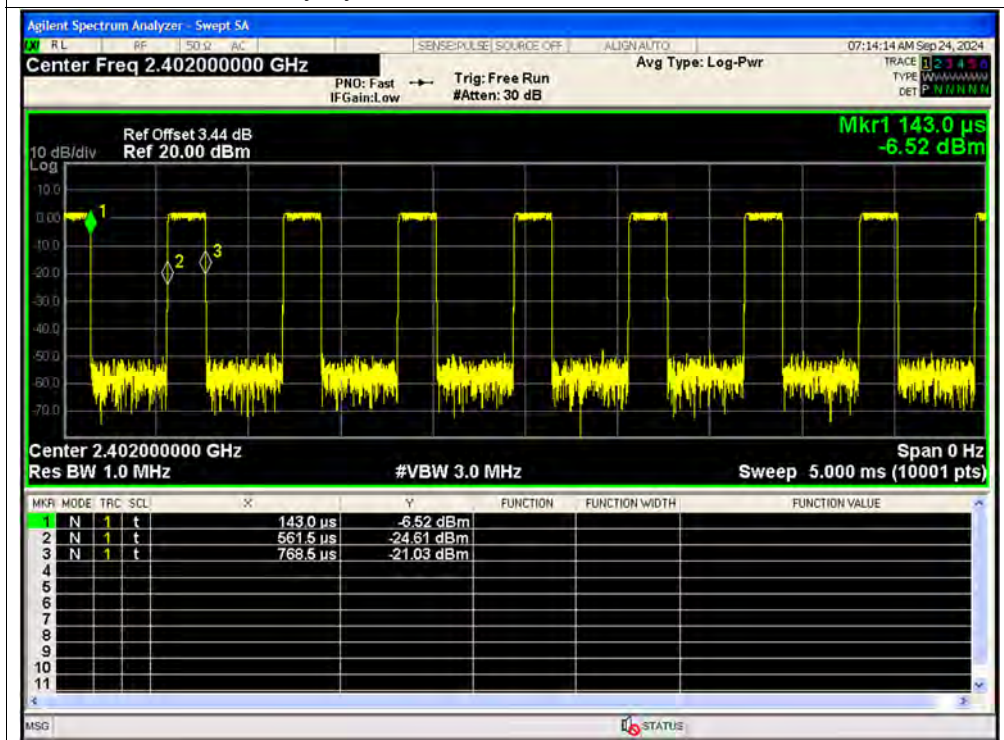 Agilent Spectrum Analyzer - Swept SA
RL RF 50 Ω AC SENSE:PULSE SOURCE OFF ALIGN AUTO 07:14:14 AM Sep 24, 2024
Center Freq 2.402000000 GHz
PNO: Fast
IFGain:Low
Trig: Free Run
#Atten: 30 dB
Avg Type: Log-Pwr
TRACE 1 2 3 4 5 6
TYPE WWWWWW
DET P N N N N N
Mkr1 143.0 µs
-6.52 dBm
Ref Offset 3.44 dB
10 dB/div Ref 20.00 dBm
Log
10.0
0.00
-10.0
-20.0
-30.0
-40.0
-50.0
-60.0
-70.0
1
2
3
Center 2.402000000 GHz Span 0 Hz
Res BW 1.0 MHz #VBW 3.0 MHz Sweep 5.000 ms (10001 pts)
MKR MODE TRC SCL X Y FUNCTION FUNCTION WIDTH FUNCTION VALUE
1 N 1 t 143.0 µs -6.52 dBm
2 N 1 t 561.5 µs -24.61 dBm
3 N 1 t 768.5 µs -21.03 dBm
4
5
6
7
8
9
10
11
MSG STATUS